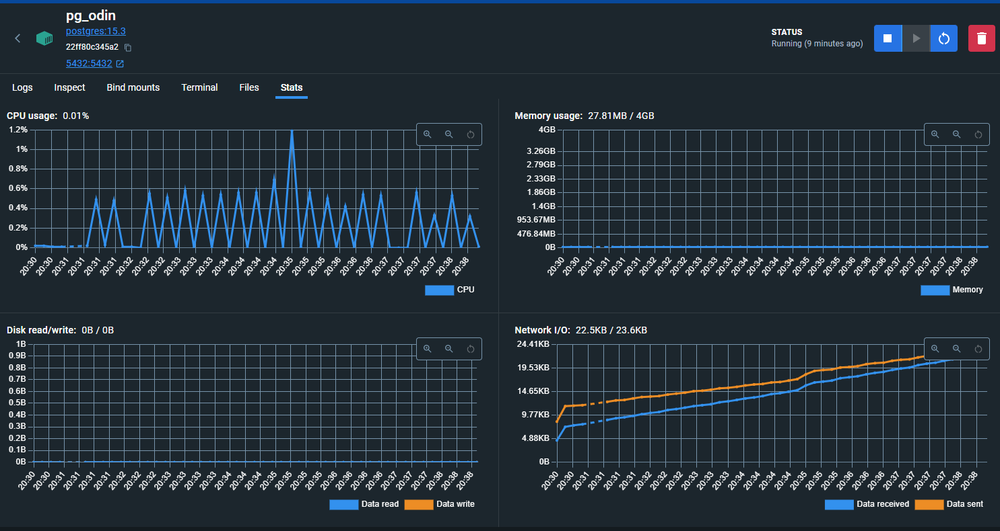 pg_odin
postgres:15.3
22ff80c345a2
5432:5432
STATUS
Running (9 minutes ago)
Logs Inspect Bind mounts Terminal Files Stats
CPU usage: 0.01%
1.2%
1%
0.8%
0.6%
0.4%
0.2%
0%
20:30 20:30 20:31 20:31 20:31 20:31 20:32 20:32 20:32 20:33 20:33 20:33 20:34 20:34 20:34 20:34 20:35 20:35 20:35 20:36 20:36 20:36 20:37 20:37 20:37 20:38 20:38
CPU
Memory usage: 27.81MB / 4GB
4GB
3.26GB
2.79GB
2.33GB
1.86GB
1.4GB
953.67MB
476.84MB
0B
20:30 20:30 20:31 20:31 20:31 20:31 20:32 20:32 20:32 20:33 20:33 20:33 20:34 20:34 20:34 20:34 20:35 20:35 20:35 20:36 20:36 20:36 20:37 20:37 20:37 20:38 20:38
Memory
Disk read/write: 0B / 0B
1B
0.9B
0.8B
0.7B
0.6B
0.5B
0.4B
0.3B
0.2B
0.1B
0B
20:30 20:30 20:31 20:31 20:31 20:31 20:32 20:32 20:32 20:33 20:33 20:33 20:34 20:34 20:34 20:34 20:35 20:35 20:35 20:36 20:36 20:36 20:37 20:37 20:37 20:38 20:38 20:38
Data read Data write
Network I/O: 22.5KB / 23.6KB
24.41KB
19.53KB
14.65KB
9.77KB
4.88KB
0B
20:30 20:30 20:31 20:31 20:31 20:31 20:32 20:32 20:32 20:33 20:33 20:33 20:34 20:34 20:34 20:34 20:35 20:35 20:35 20:36 20:36 20:36 20:37 20:37 20:37 20:38 20:38
Data received Data sent